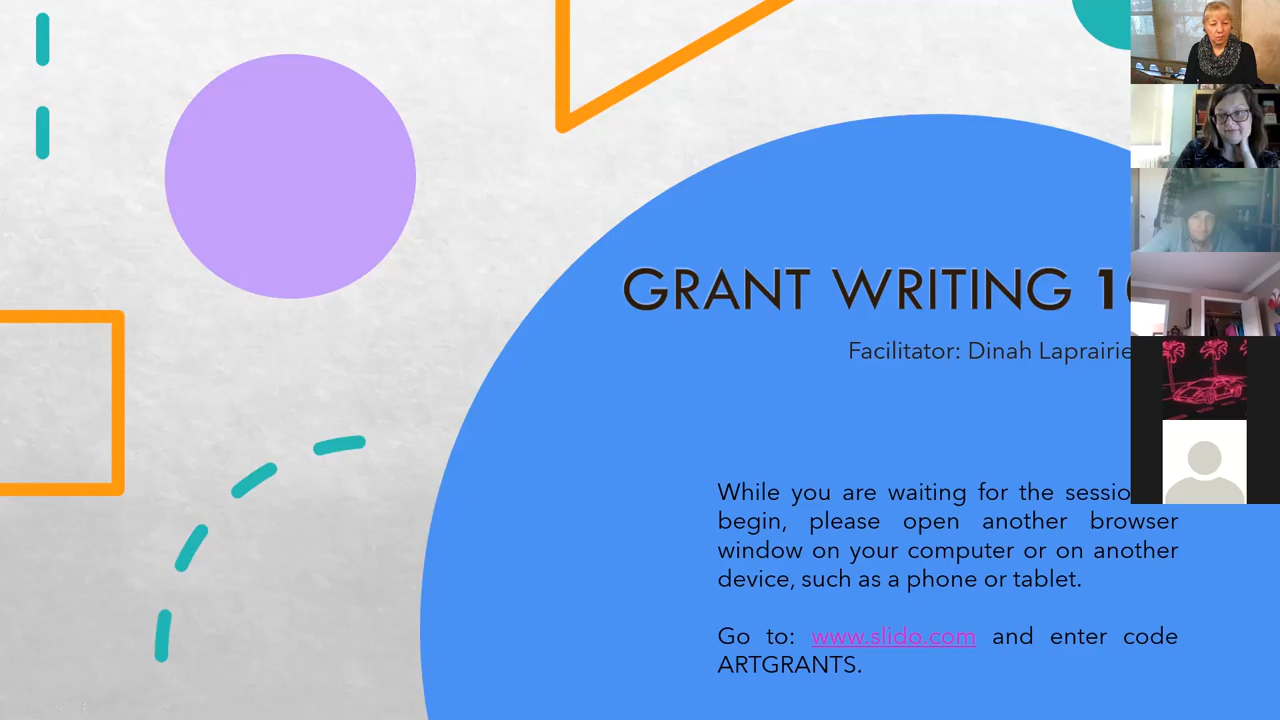 GRANT WRITING 1
Facilitator: Dinah Laprairie
While you are waiting for the sessio
begin, please open another browser
window on your computer or on another
device, such as a phone or tablet.
Go to: www.slido.com and enter code
ARTGRANTS.